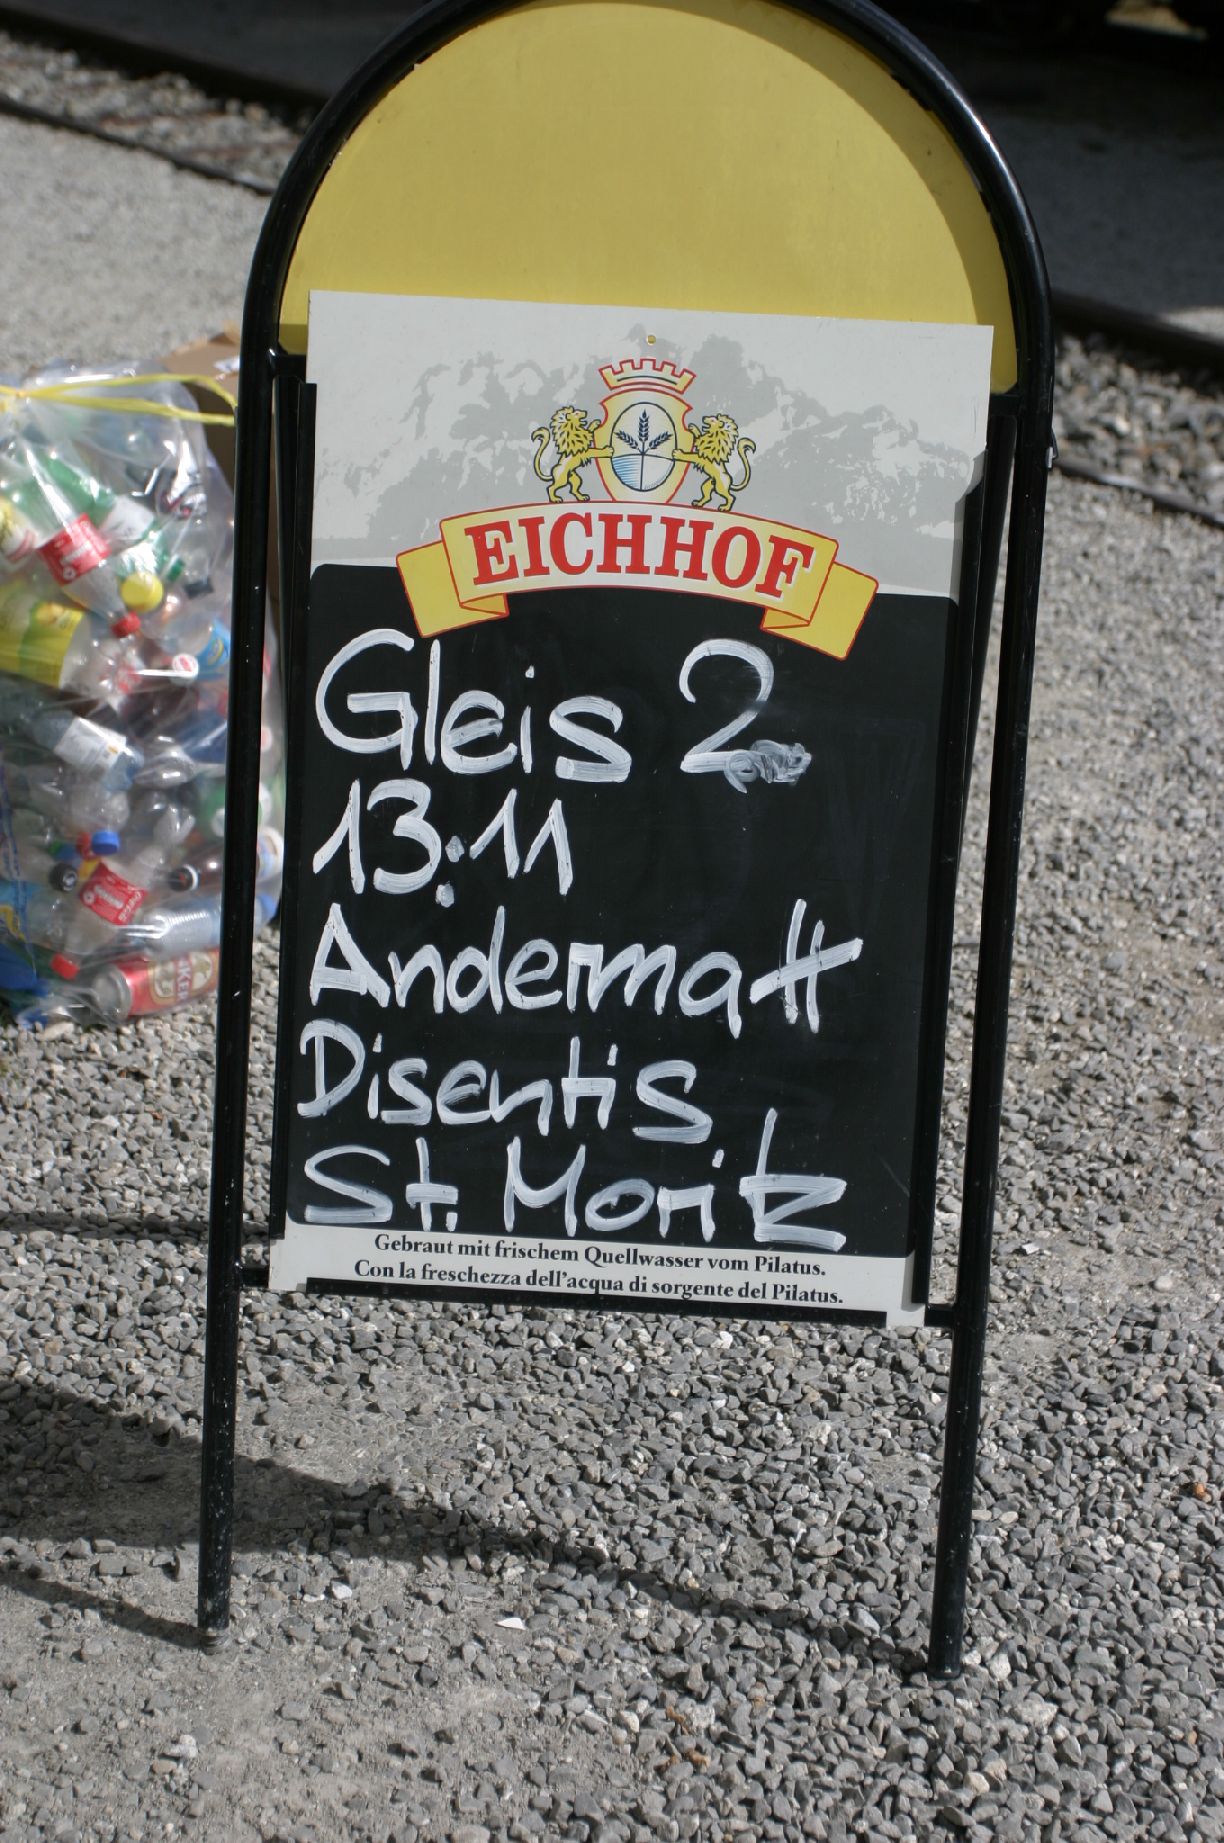 EICHHOF
Gleis 2
13:11
Andermatt
Disentis
St. Moritz
Gebraut mit frischem Quellwasser vom Pilatus.
Con la freschezza dell'acqua di sorgente del Pilatus.